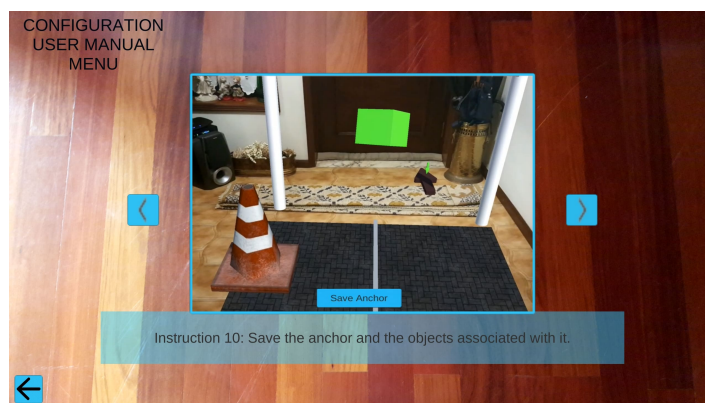 CONFIGURATION
USER MANUAL
MENU
Save Anchor
Instruction 10: Save the anchor and the objects associated with it.